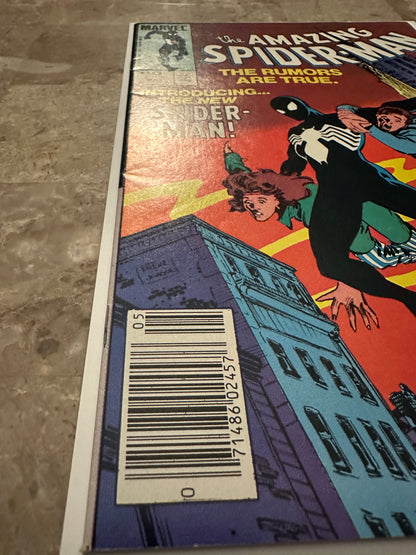 MARVEL
the AMAZING
SPIDER-MAN
THE RUMORS
ARE TRUE.
INTRODUCING...
THE NEW
SPIDER-
MAN!
05
71486 02457
0